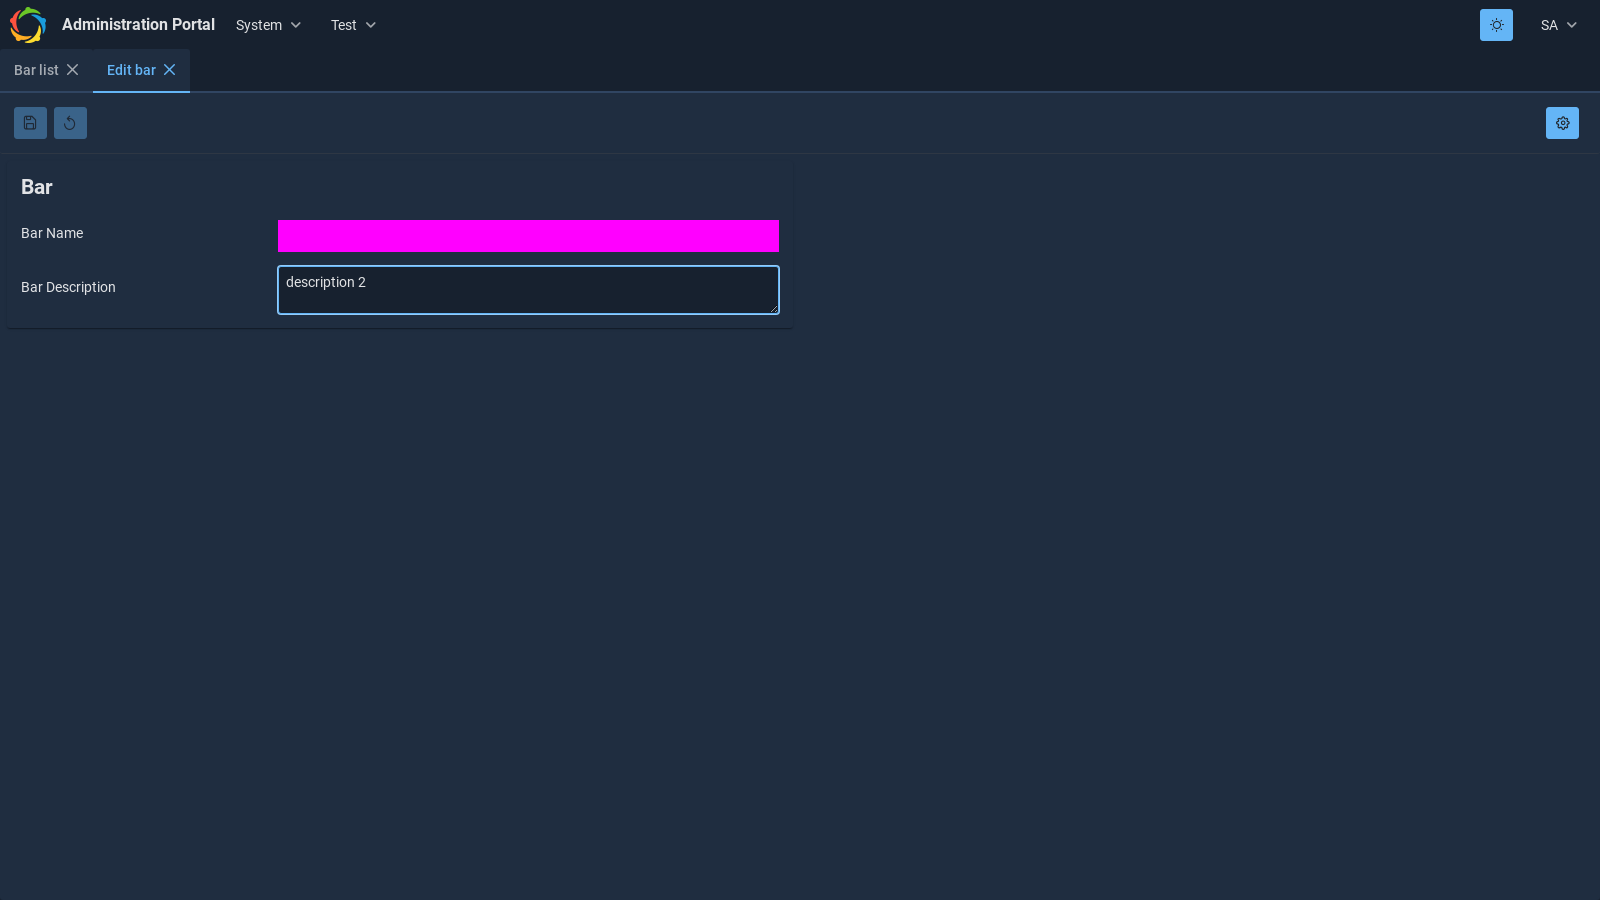 Administration Portal System Test SA
Bar list Edit bar
Bar
Bar Name
Bar Description description 2